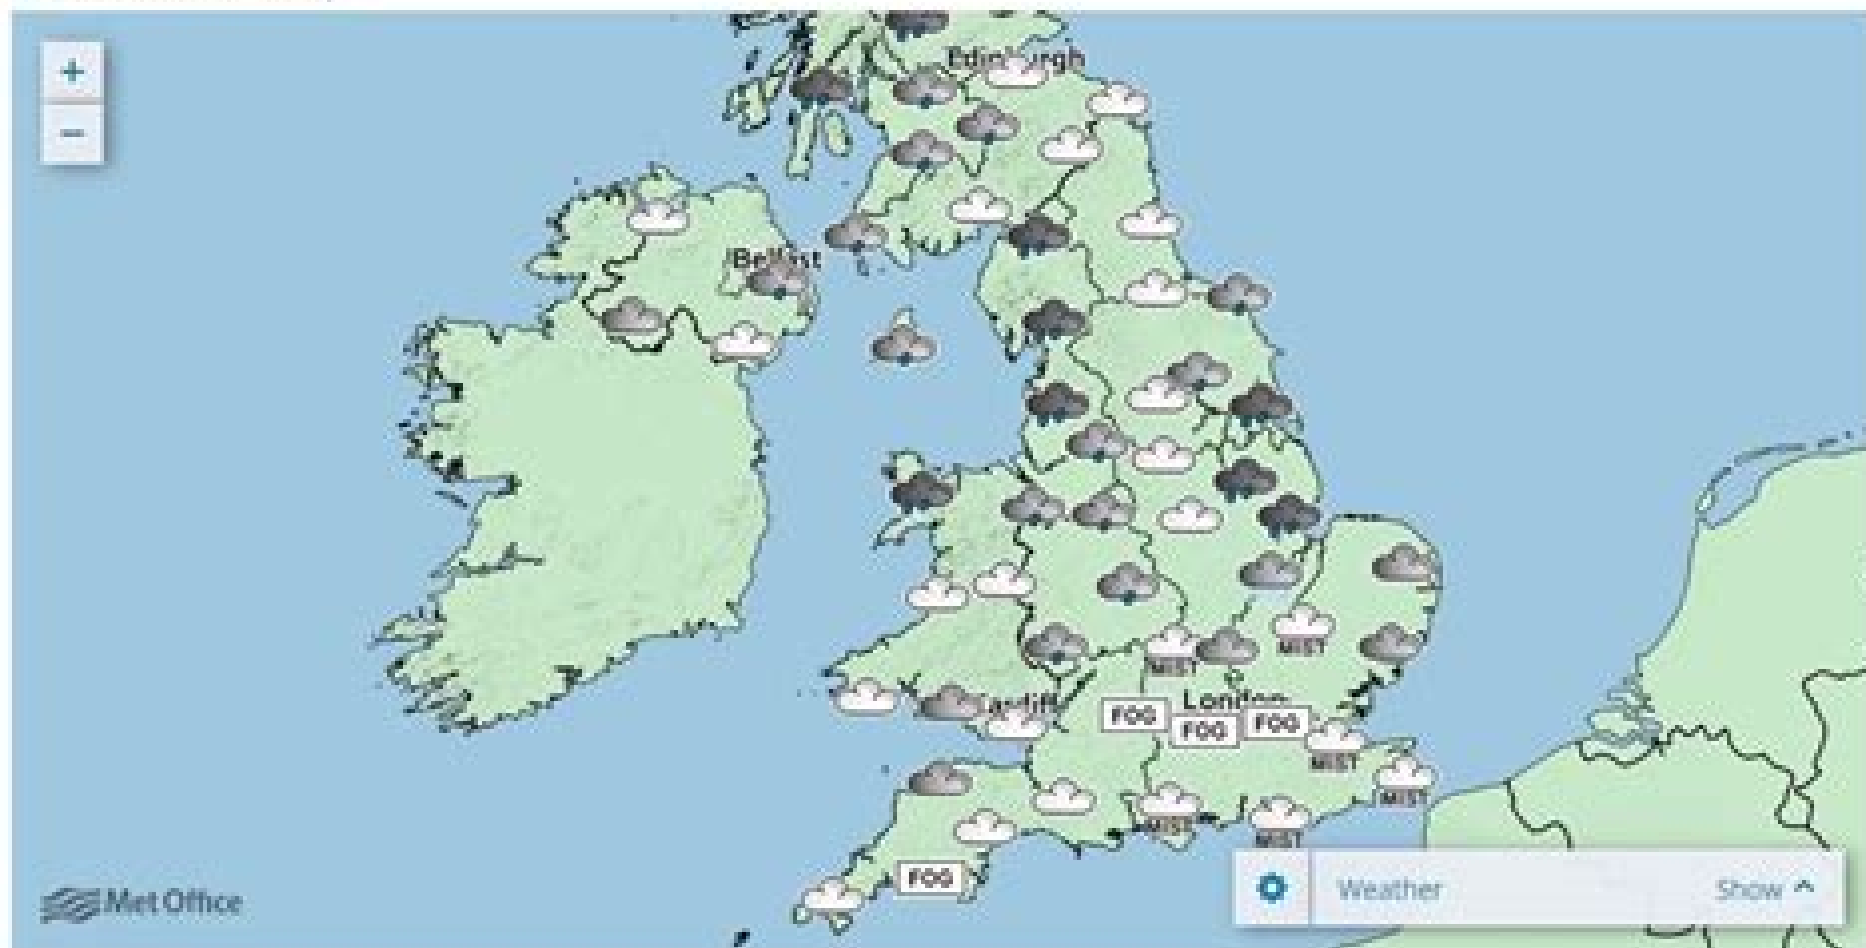 +
Edinburgh
−
Belfast
MIST
MIST
Cardiff
London
FOG
FOG
FOG
MIST
MIST
MIST
MIST
FOG
Weather
Show
Met Office